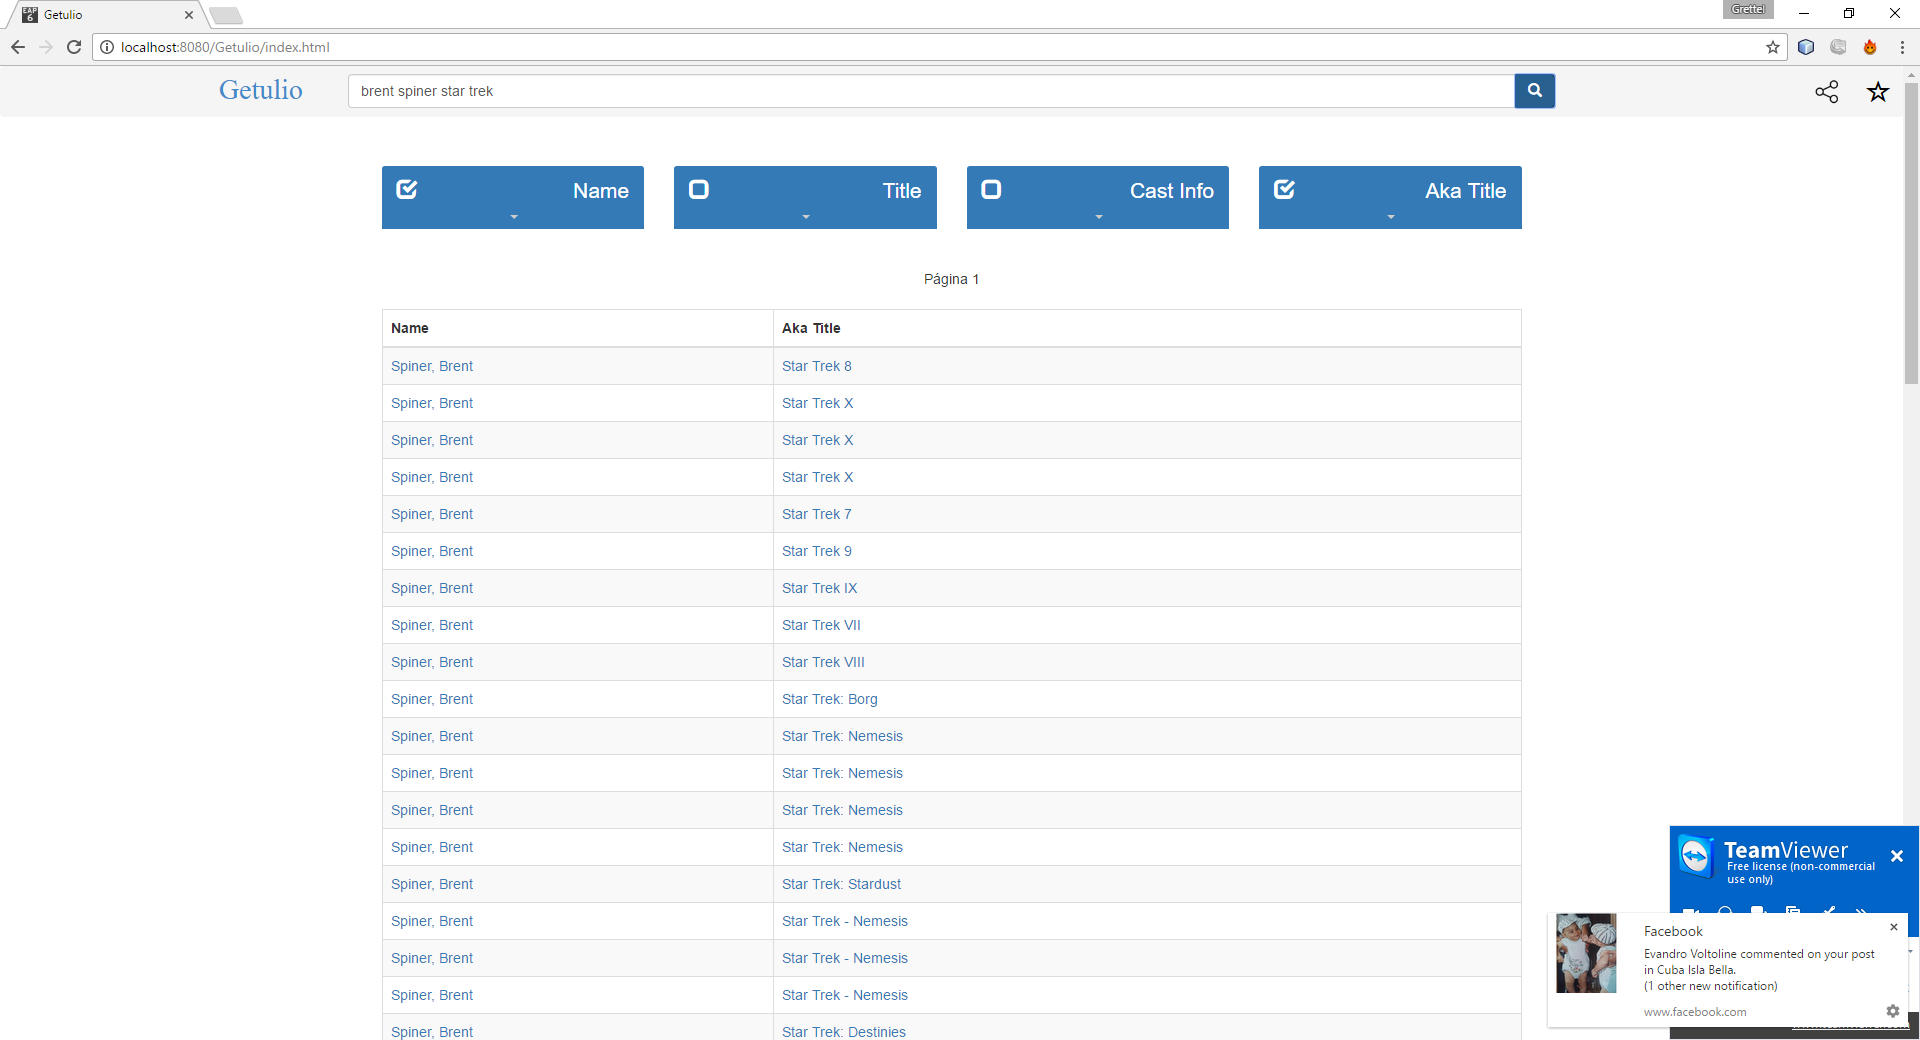 EAP
6
Getulio
Grettel
localhost:8080/Getulio/index.html
Getulio
brent spiner star trek
Name
Title
Cast Info
Aka Title
Página 1
Name Aka Title
Spiner, Brent Star Trek 8
Spiner, Brent Star Trek X
Spiner, Brent Star Trek X
Spiner, Brent Star Trek X
Spiner, Brent Star Trek 7
Spiner, Brent Star Trek 9
Spiner, Brent Star Trek IX
Spiner, Brent Star Trek VII
Spiner, Brent Star Trek VIII
Spiner, Brent Star Trek: Borg
Spiner, Brent Star Trek: Nemesis
Spiner, Brent Star Trek: Nemesis
Spiner, Brent Star Trek: Nemesis
Spiner, Brent Star Trek: Nemesis
Spiner, Brent Star Trek: Stardust
Spiner, Brent Star Trek - Nemesis
Spiner, Brent Star Trek - Nemesis
Spiner, Brent Star Trek - Nemesis
Spiner, Brent Star Trek: Destinies
TeamViewer
Free license (non-commercial
use only)
Facebook
Evandro Voltoline commented on your post
in Cuba Isla Bella.
(1 other new notification)
www.facebook.com